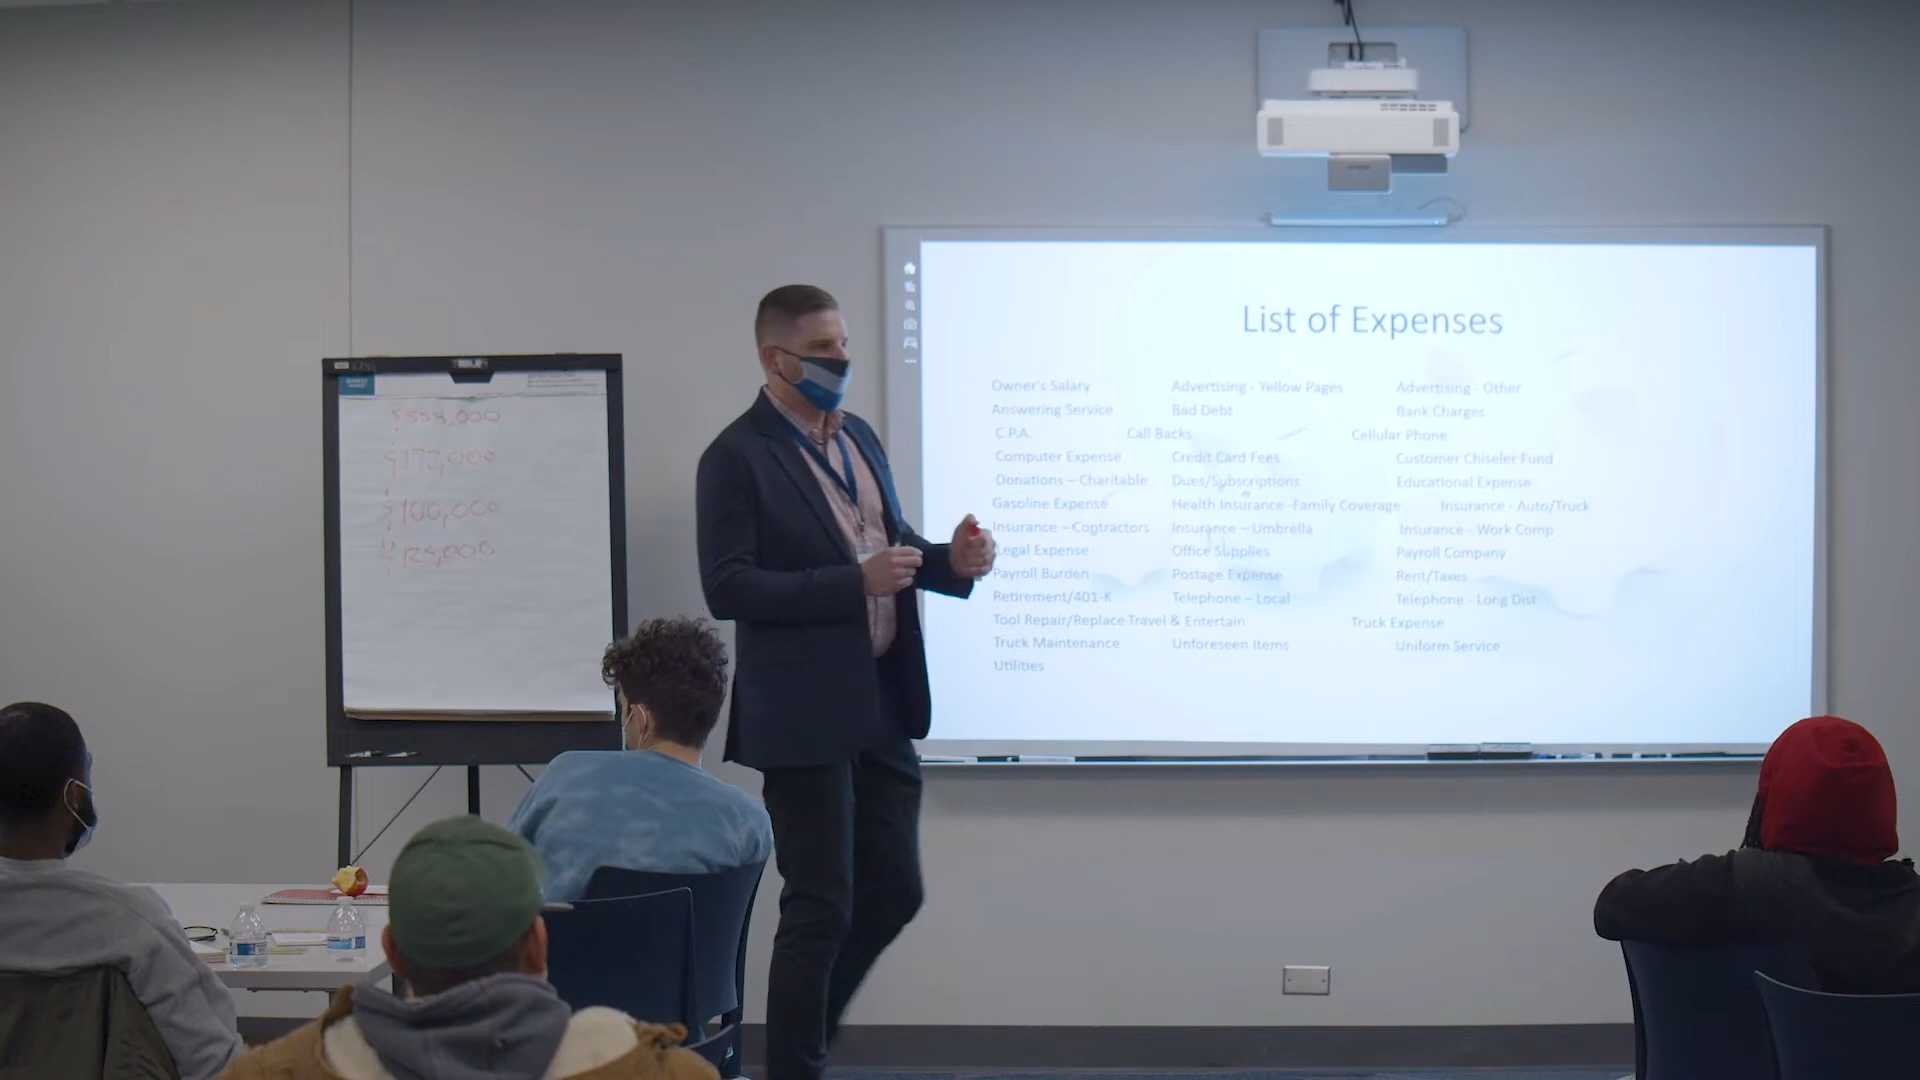 $558,000
$172,000
$100,000
$125,000
List of Expenses
Owner's Salary Advertising - Yellow Pages Advertising - Other
Answering Service Bad Debt Bank Charges
C.P.A. Call Backs Cellular Phone
Computer Expense Credit Card Fees Customer Chiseler Fund
Donations – Charitable Dues/Subscriptions Educational Expense
Gasoline Expense Health Insurance -Family Coverage Insurance - Auto/Truck
Insurance – Contractors Insurance – Umbrella Insurance - Work Comp
Legal Expense Office Supplies Payroll Company
Payroll Burden Postage Expense Rent/Taxes
Retirement/401-K Telephone – Local Telephone - Long Dist
Tool Repair/Replace Travel & Entertain Truck Expense
Truck Maintenance Unforeseen Items Uniform Service
Utilities